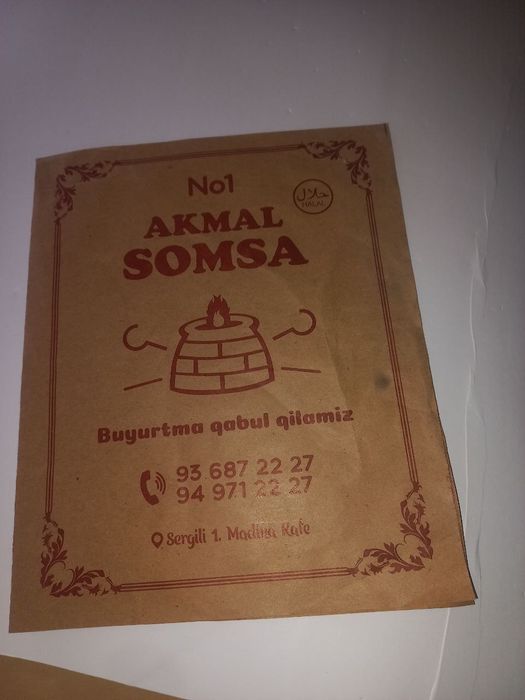 No1
حلال
HALAL
AKMAL
SOMSA
Buyurtma qabul qilamiz
93 687 22 27
94 971 22 27
Sergili 1. Madina Kafe